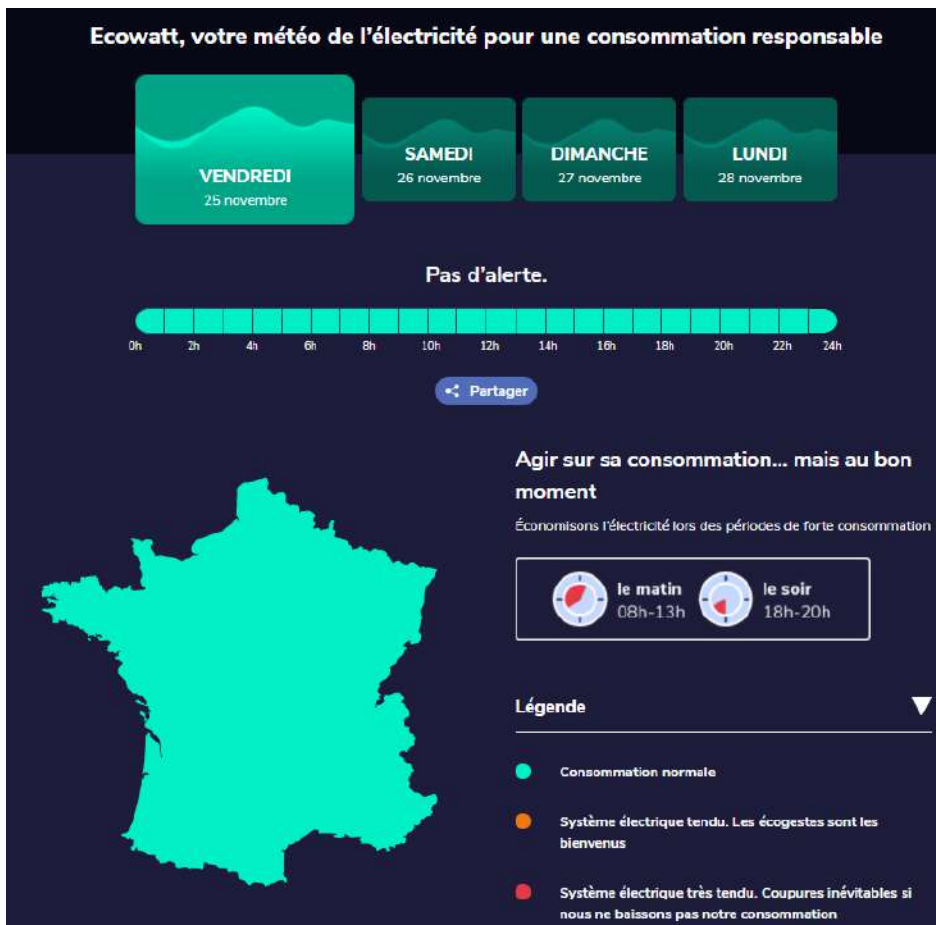 Ecowatt, votre météo de l'électricité pour une consommation responsable
VENDREDI
25 novembre
SAMEDI
26 novembre
DIMANCHE
27 novembre
LUNDI
28 novembre
Pas d'alerte.
0h 2h 4h 6h 8h 10h 12h 14h 16h 18h 20h 22h 24h
Partager
Agir sur sa consommation... mais au bon
moment
Économisons l'électricité lors des périodes de forte consommation
le matin
08h-13h
le soir
18h-20h
Légende
Consommation normale
Système électrique tendu. Les écogestes sont les
bienvenus
Système électrique très tendu. Coupures inévitables si
nous ne baissons pas notre consommation